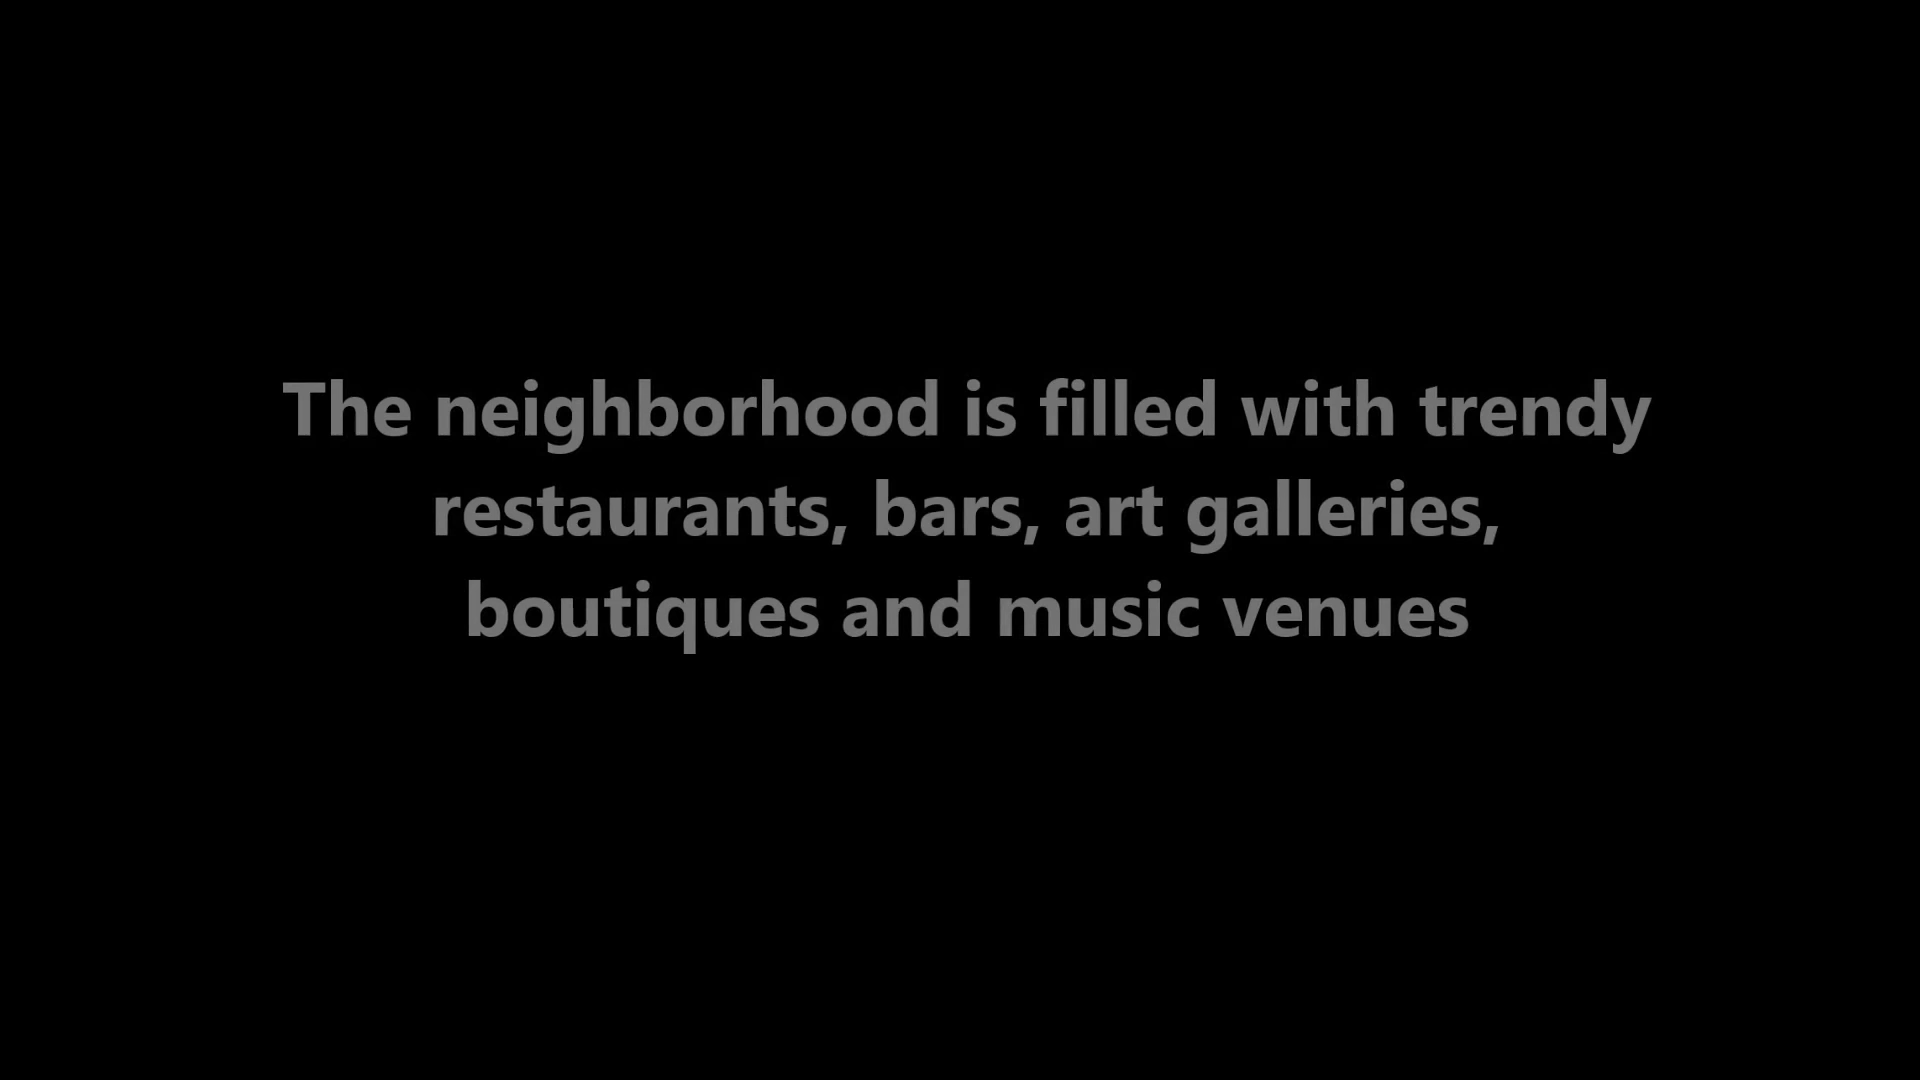 The neighborhood is filled with trendy
restaurants, bars, art galleries,
boutiques and music venues